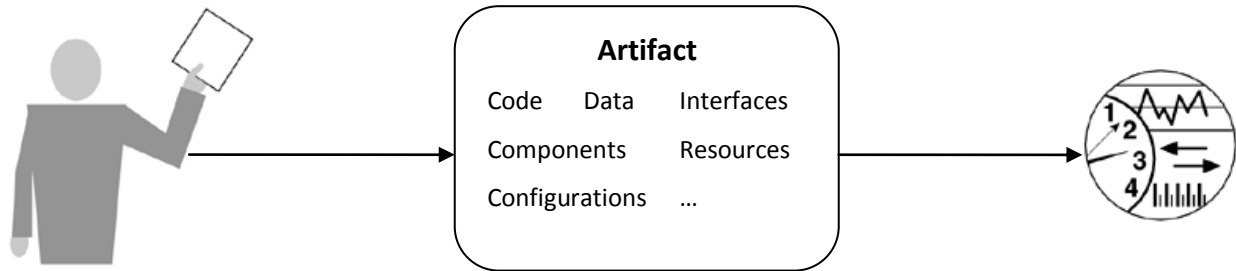 Artifact
Code Data Interfaces
Components Resources
Configurations …
1
2
3
4